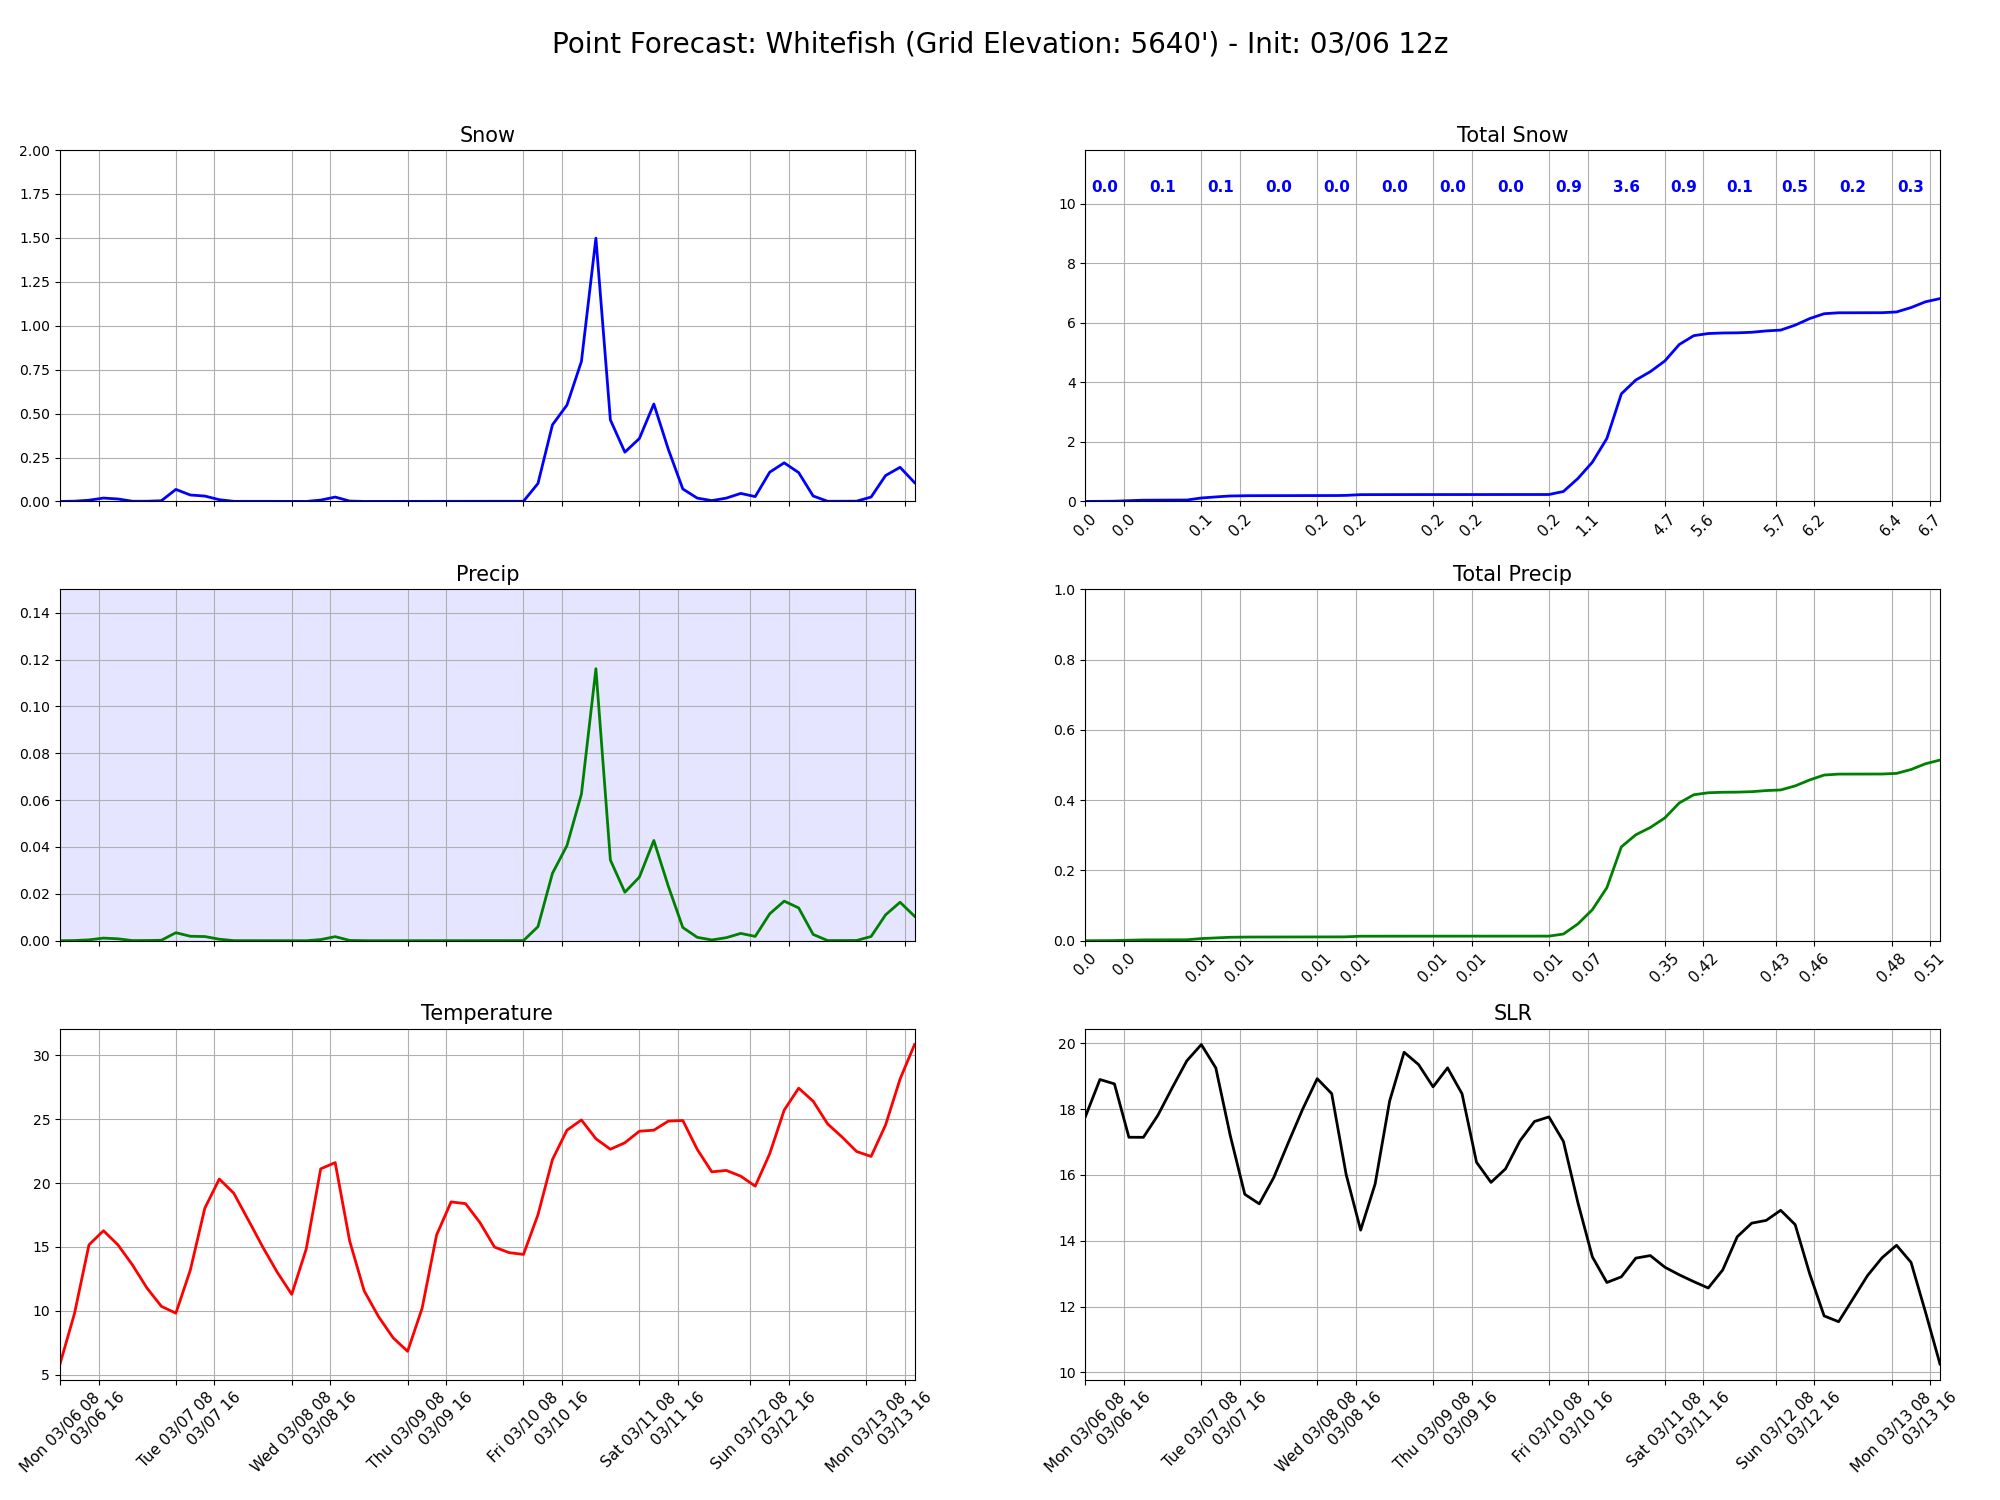 Point Forecast: Whitefish (Grid Elevation: 5640') - Init: 03/06 12z
Snow
2.00
1.75
1.50
1.25
1.00
0.75
0.50
0.25
0.00
Total Snow
0.0 0.1 0.1 0.0 0.0 0.0 0.0 0.0 0.9 3.6 0.9 0.1 0.5 0.2 0.3
10
8
6
4
2
0
0.0 0.0 0.1 0.2 0.2 0.2 0.2 0.2 0.2 1.1 4.7 5.6 5.7 6.2 6.4 6.7
Precip
0.14
0.12
0.10
0.08
0.06
0.04
0.02
0.00
Total Precip
1.0
0.8
0.6
0.4
0.2
0.0
0.0 0.0 0.01 0.01 0.01 0.01 0.01 0.01 0.01 0.07 0.35 0.42 0.43 0.46 0.48 0.51
Temperature
30
25
20
15
10
5
Mon 03/06 08
03/06 16
Tue 03/07 08
03/07 16
Wed 03/08 08
03/08 16
Thu 03/09 08
03/09 16
Fri 03/10 08
03/10 16
Sat 03/11 08
03/11 16
Sun 03/12 08
03/12 16
Mon 03/13 08
03/13 16
SLR
20
18
16
14
12
10
Mon 03/06 08
03/06 16
Tue 03/07 08
03/07 16
Wed 03/08 08
03/08 16
Thu 03/09 08
03/09 16
Fri 03/10 08
03/10 16
Sat 03/11 08
03/11 16
Sun 03/12 08
03/12 16
Mon 03/13 08
03/13 16